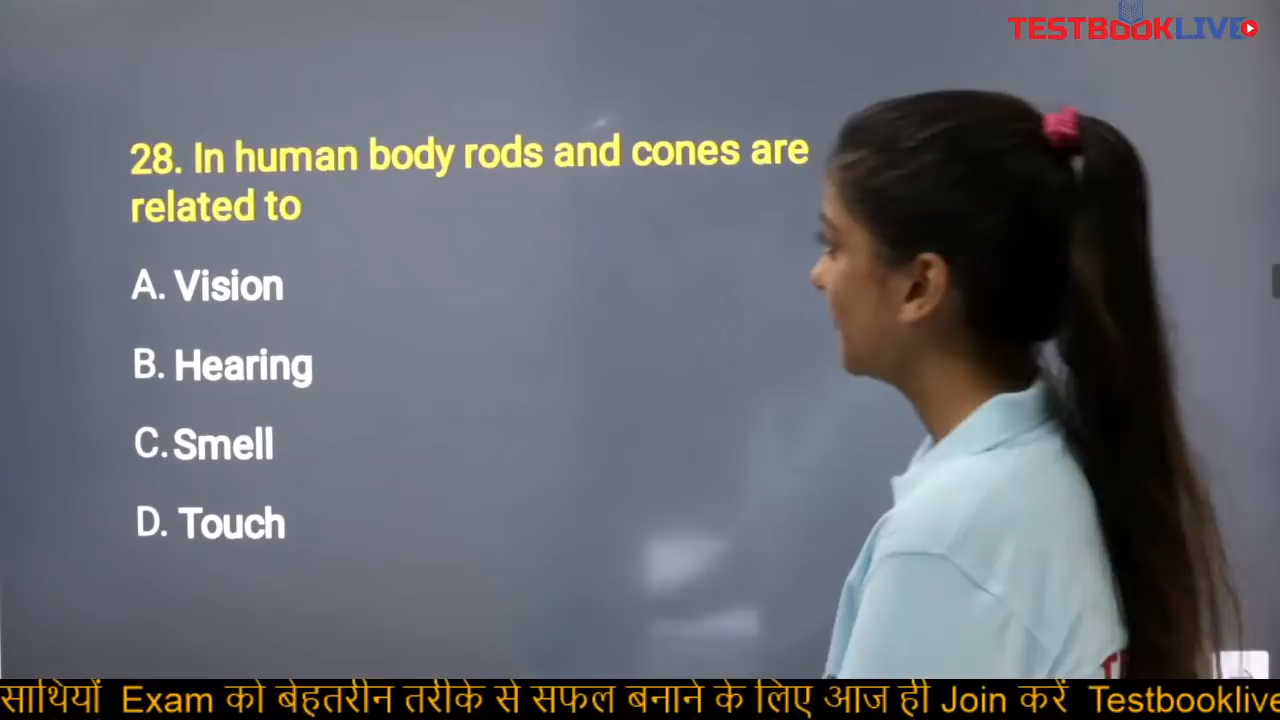 TESTBOOKLIVE
28. In human body rods and cones are
related to
A. Vision
B. Hearing
C. Smell
D. Touch
साथियों Exam को बेहतरीन तरीके से सफल बनाने के लिए आज ही Join करें Testbooklive